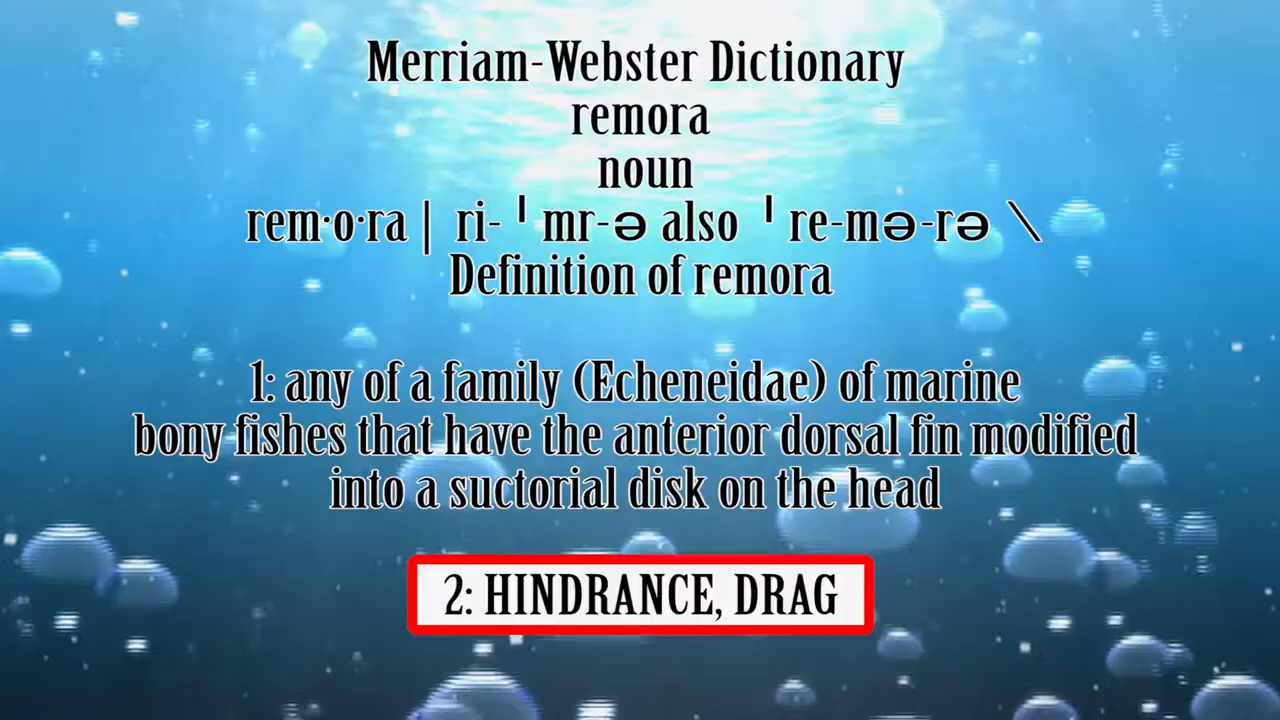 Merriam-Webster Dictionary
remora
noun
rem·o·ra | ri-ˈmr-ə also ˈre-mə-rə \
Definition of remora
1: any of a family (Echeneidae) of marine
bony fishes that have the anterior dorsal fin modified
into a suctorial disk on the head
2: HINDRANCE, DRAG